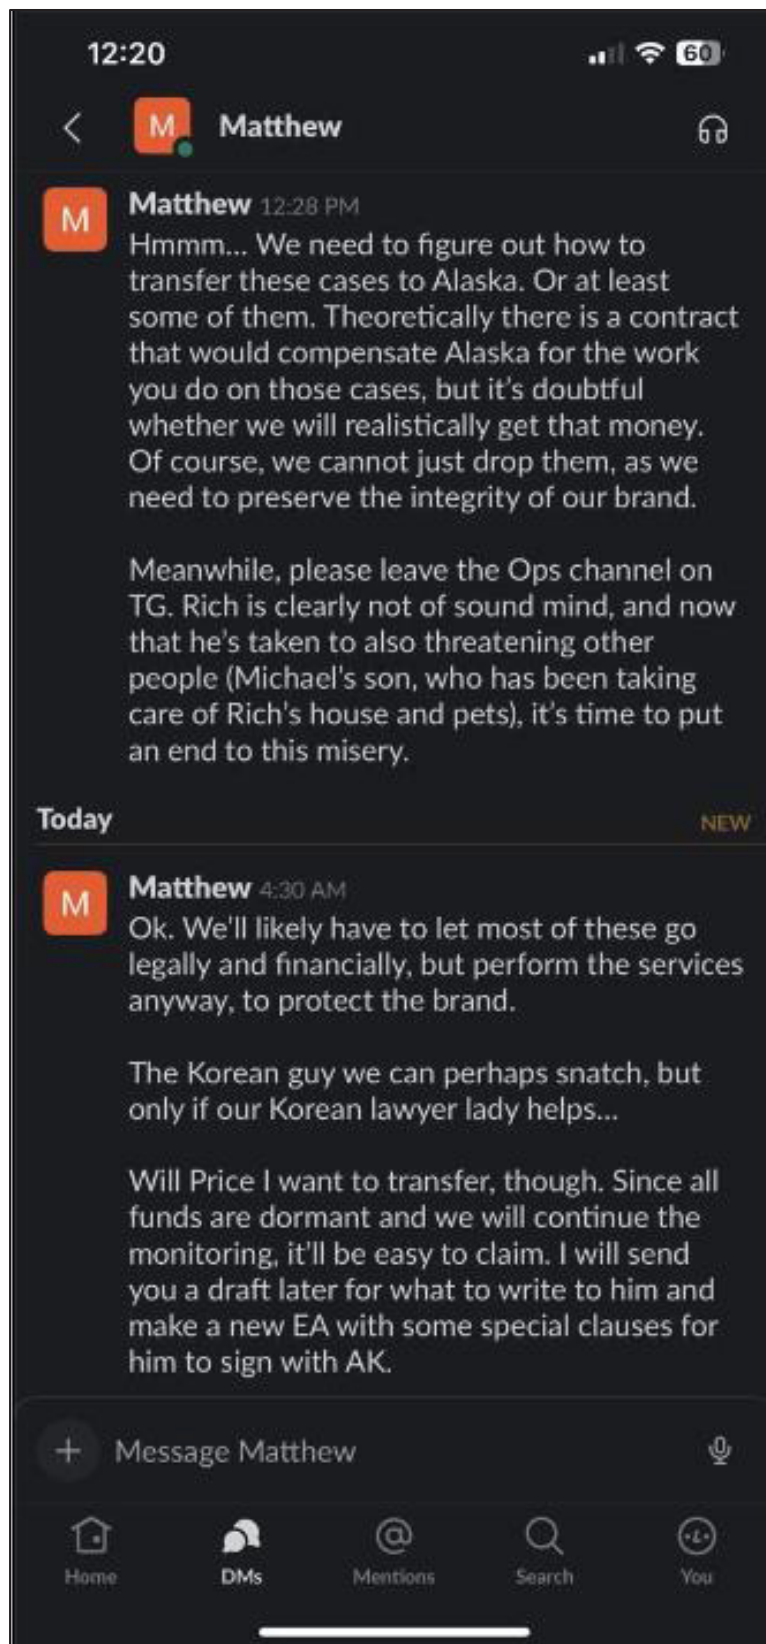 12:20
60
M
Matthew
M
Matthew 12:28 PM
Hmmm... We need to figure out how to
transfer these cases to Alaska. Or at least
some of them. Theoretically there is a contract
that would compensate Alaska for the work
you do on those cases, but it's doubtful
whether we will realistically get that money.
Of course, we cannot just drop them, as we
need to preserve the integrity of our brand.
Meanwhile, please leave the Ops channel on
TG. Rich is clearly not of sound mind, and now
that he's taken to also threatening other
people (Michael's son, who has been taking
care of Rich's house and pets), it's time to put
an end to this misery.
Today
NEW
M
Matthew 4:30 AM
Ok. We'll likely have to let most of these go
legally and financially, but perform the services
anyway, to protect the brand.
The Korean guy we can perhaps snatch, but
only if our Korean lawyer lady helps...
Will Price I want to transfer, though. Since all
funds are dormant and we will continue the
monitoring, it'll be easy to claim. I will send
you a draft later for what to write to him and
make a new EA with some special clauses for
him to sign with AK.
+ Message Matthew
Home DMs Mentions Search You